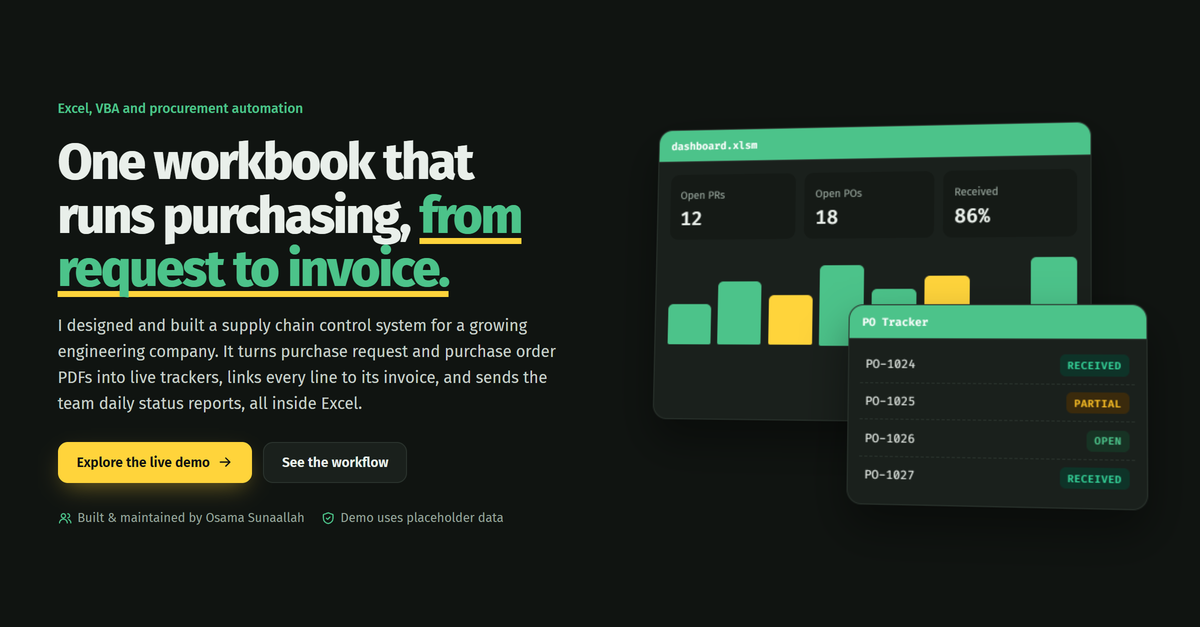 Excel, VBA and procurement automation
One workbook that
runs purchasing, from
request to invoice.
I designed and built a supply chain control system for a growing
engineering company. It turns purchase request and purchase order
PDFs into live trackers, links every line to its invoice, and sends the
team daily status reports, all inside Excel.
Explore the live demo →
See the workflow
Built & maintained by Osama Sunaallah
Demo uses placeholder data
dashboard.xlsm
Open PRs
12
Open POs
18
Received
86%
PO Tracker
PO-1024 RECEIVED
PO-1025 PARTIAL
PO-1026 OPEN
PO-1027 RECEIVED